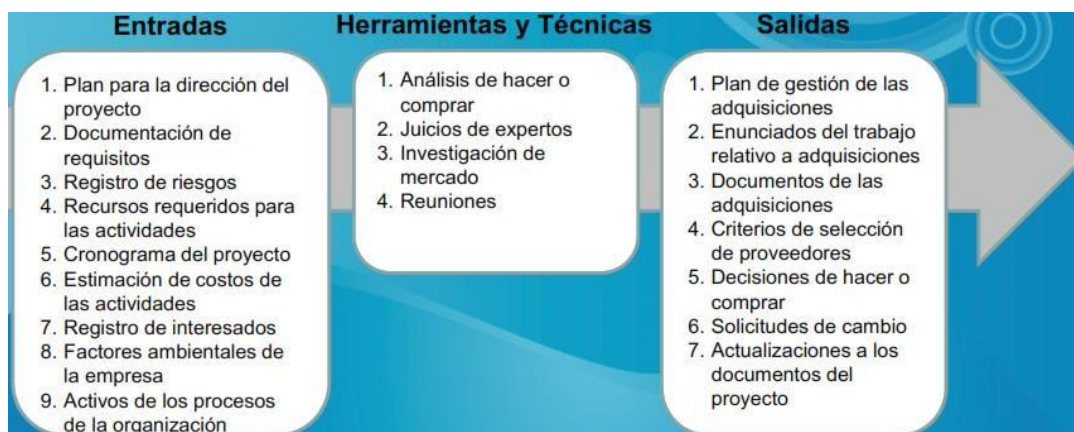 Entradas
1. Plan para la dirección del
proyecto
2. Documentación de
requisitos
3. Registro de riesgos
4. Recursos requeridos para
las actividades
5. Cronograma del proyecto
6. Estimación de costos de
las actividades
7. Registro de interesados
8. Factores ambientales de
la empresa
9. Activos de los procesos
de la organización
Herramientas y Técnicas
1. Análisis de hacer o
comprar
2. Juicios de expertos
3. Investigación de
mercado
4. Reuniones
Salidas
1. Plan de gestión de las
adquisiciones
2. Enunciados del trabajo
relativo a adquisiciones
3. Documentos de las
adquisiciones
4. Criterios de selección
de proveedores
5. Decisiones de hacer o
comprar
6. Solicitudes de cambio
7. Actualizaciones a los
documentos del
proyecto